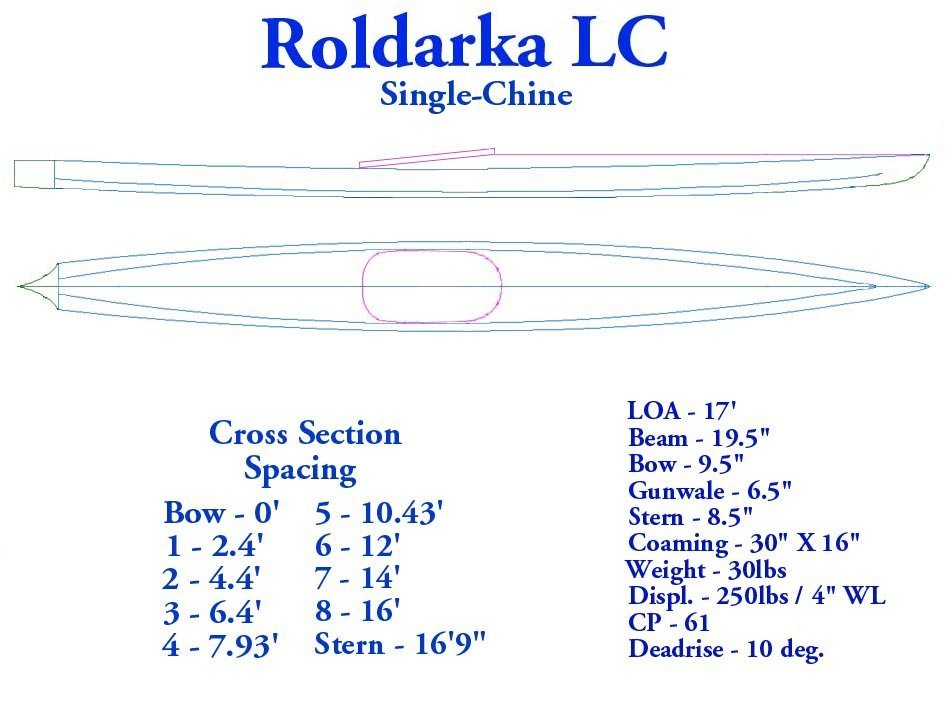 Roldarka LC
Single-Chine
Cross Section
Spacing
Bow - 0'
1 - 2.4'
2 - 4.4'
3 - 6.4'
4 - 7.93'
5 - 10.43'
6 - 12'
7 - 14'
8 - 16'
Stern - 16'9"
LOA - 17'
Beam - 19.5"
Bow - 9.5"
Gunwale - 6.5"
Stern - 8.5"
Coaming - 30" X 16"
Weight - 30lbs
Displ. - 250lbs / 4" WL
CP - 61
Deadrise - 10 deg.